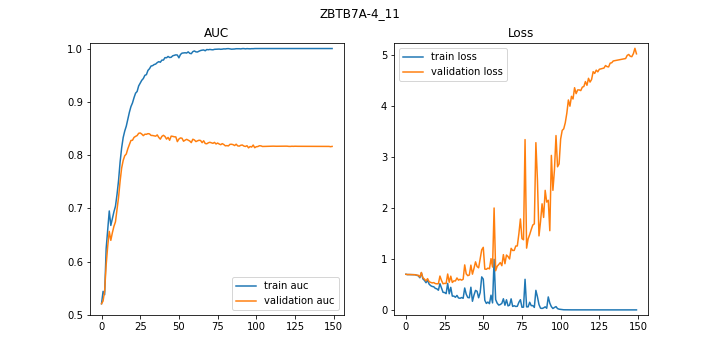 ZBTB7A-4_11
AUC
Loss
1.0
0.9
0.8
0.7
0.6
0.5
0 25 50 75 100 125 150
train auc
validation auc
5
4
3
2
1
0
0 25 50 75 100 125 150
train loss
validation loss